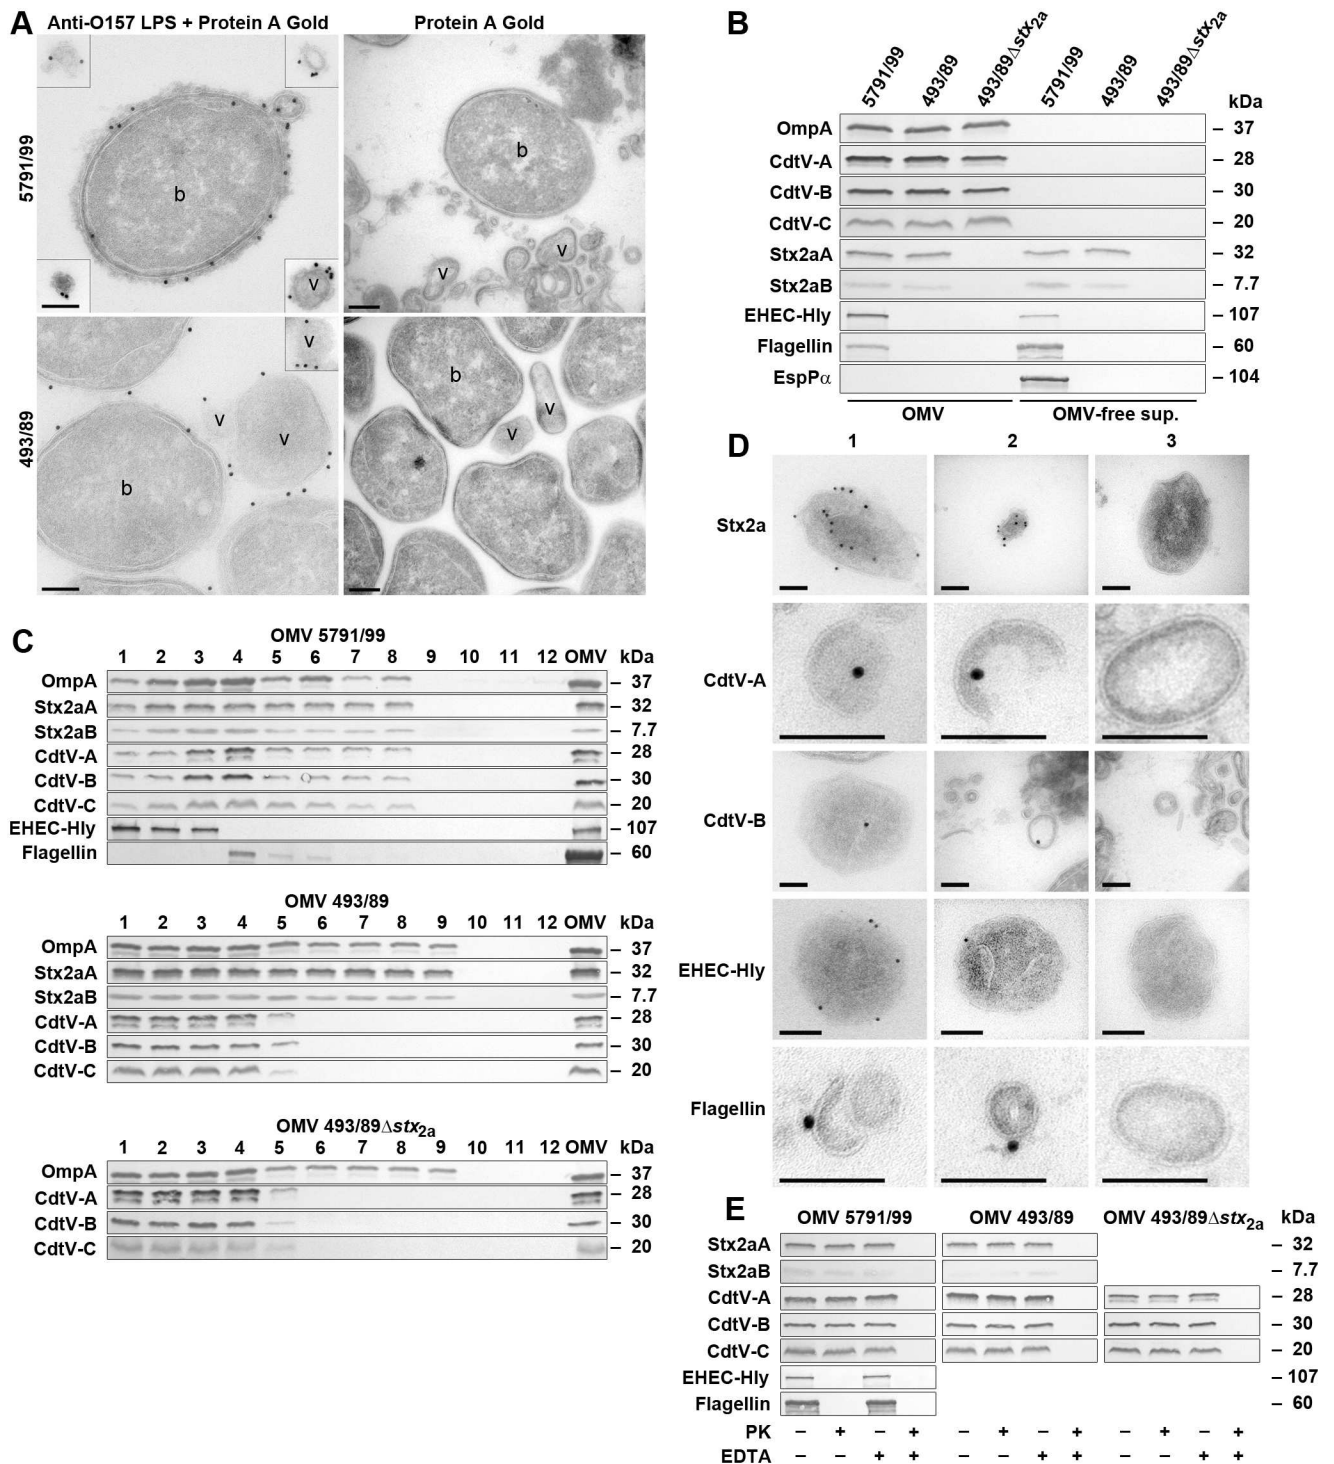 A
Anti-O157 LPS + Protein A Gold
Protein A Gold
5791/99
b
v
b
v
v
493/89
v
v
v
b
b
v
v
B
5791/99
493/89
493/89Δstx2a
5791/99
493/89
493/89Δstx2a
kDa
OmpA – 37
CdtV-A – 28
CdtV-B – 30
CdtV-C – 20
Stx2aA – 32
Stx2aB – 7.7
EHEC-Hly – 107
Flagellin – 60
EspPα – 104
OMV OMV-free sup.
C
OMV 5791/99
1 2 3 4 5 6 7 8 9 10 11 12 OMV kDa
OmpA – 37
Stx2aA – 32
Stx2aB – 7.7
CdtV-A – 28
CdtV-B – 30
CdtV-C – 20
EHEC-Hly – 107
Flagellin – 60
OMV 493/89
1 2 3 4 5 6 7 8 9 10 11 12 OMV kDa
OmpA – 37
Stx2aA – 32
Stx2aB – 7.7
CdtV-A – 28
CdtV-B – 30
CdtV-C – 20
OMV 493/89Δstx2a
1 2 3 4 5 6 7 8 9 10 11 12 OMV kDa
OmpA – 37
CdtV-A – 28
CdtV-B – 30
CdtV-C – 20
D
1 2 3
Stx2a
CdtV-A
CdtV-B
EHEC-Hly
Flagellin
E
OMV 5791/99 OMV 493/89 OMV 493/89Δstx2a kDa
Stx2aA – 32
Stx2aB – 7.7
CdtV-A – 28
CdtV-B – 30
CdtV-C – 20
EHEC-Hly – 107
Flagellin – 60
PK – + – + – + – + – + – +
EDTA – – + + – – + + – – + +